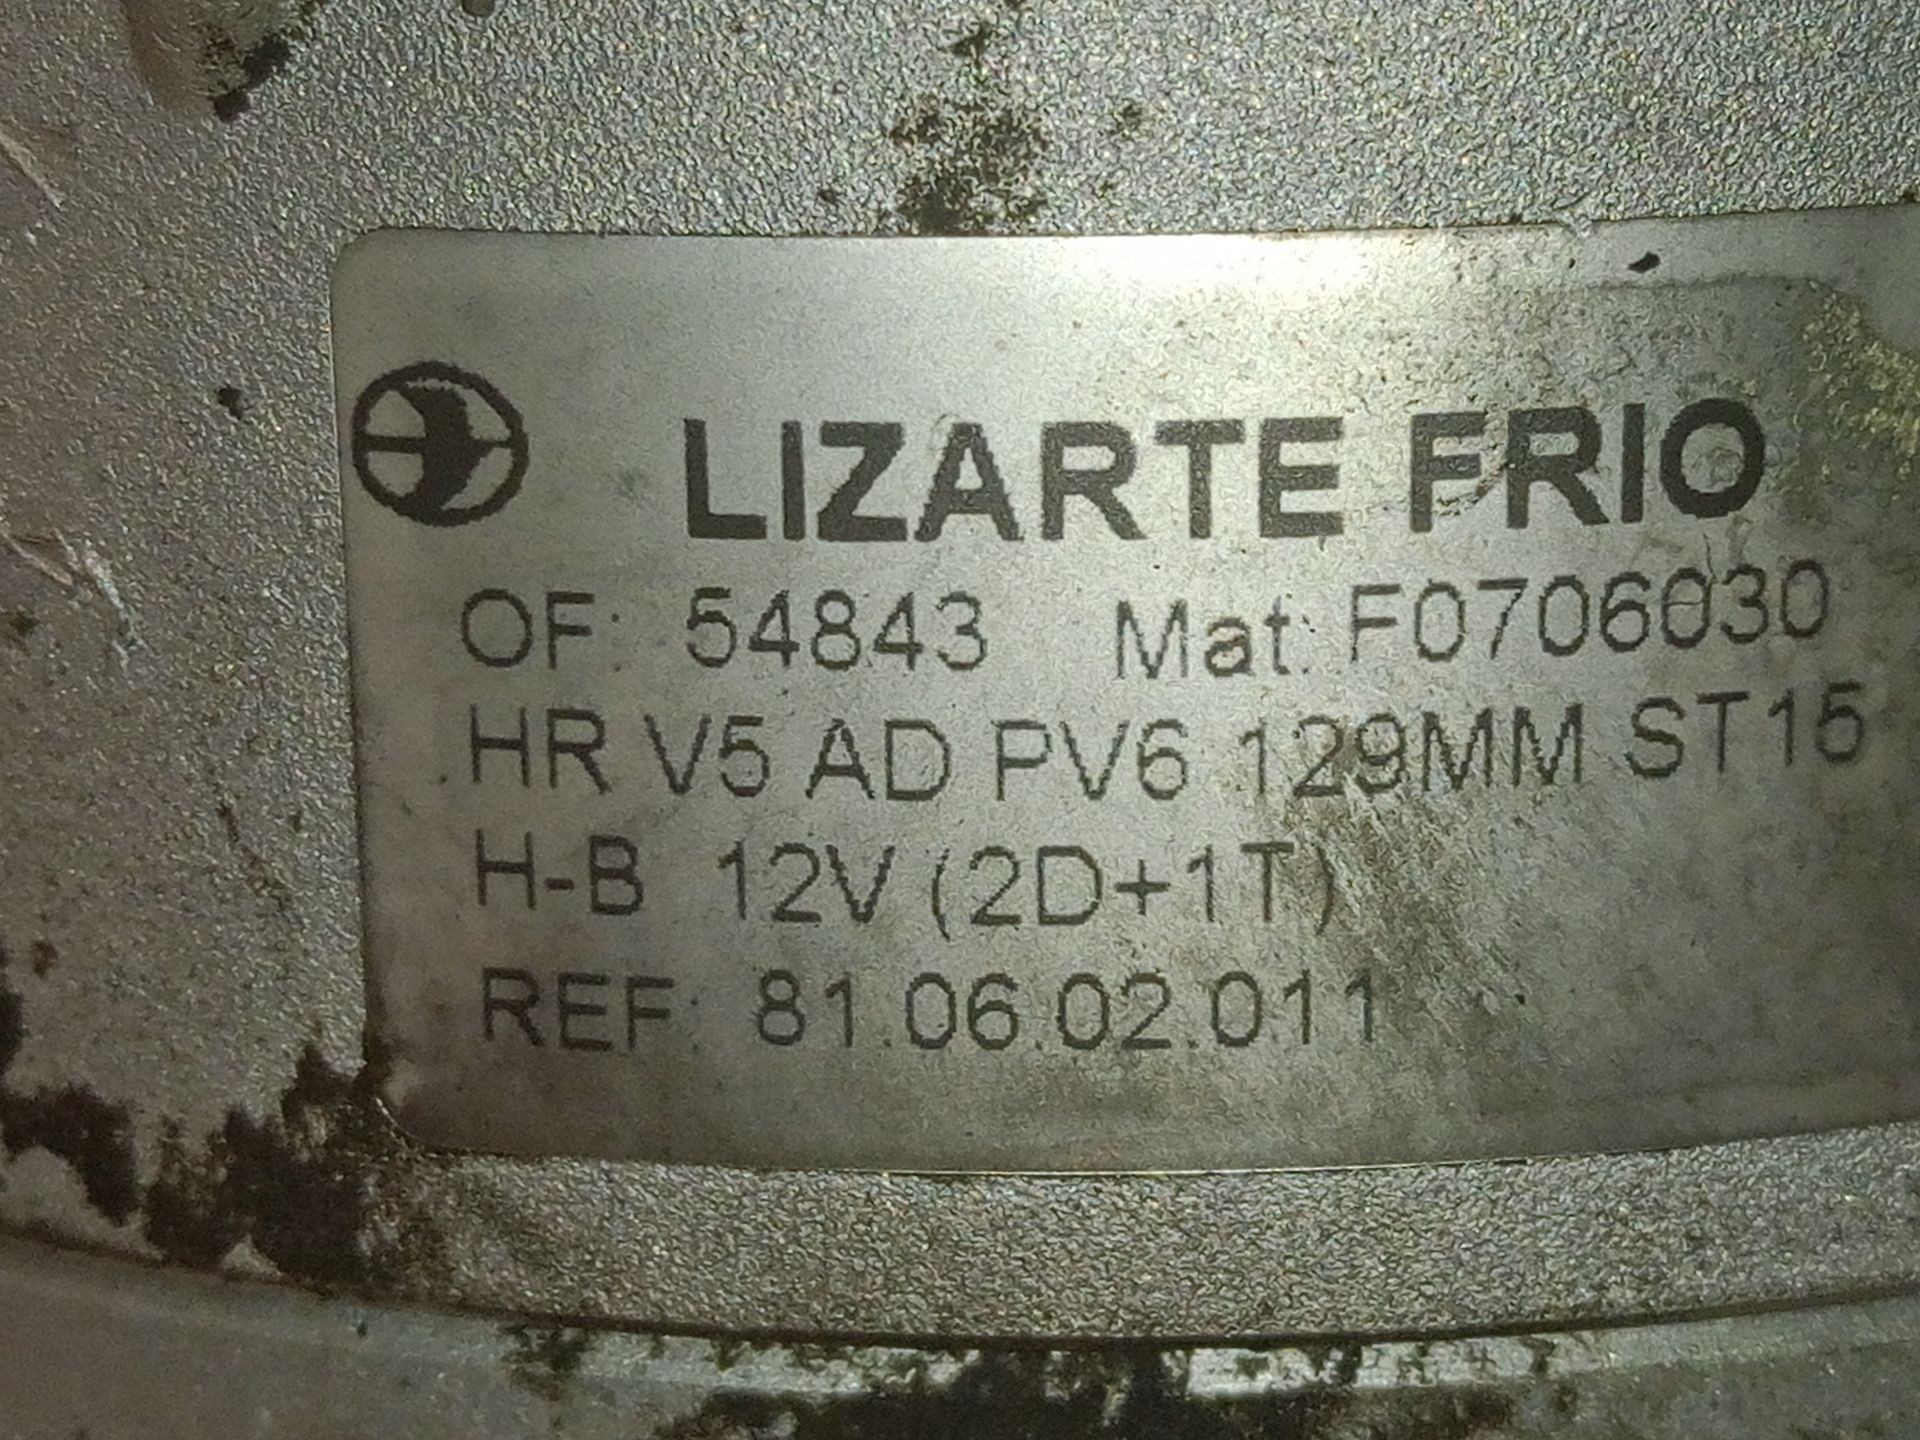 LIZARTE FRIO
OF: 54843 Mat: F0706030
HR V5 AD PV6 129MM ST15
H-B 12V (2D+1T)
REF: 81.06.02.011